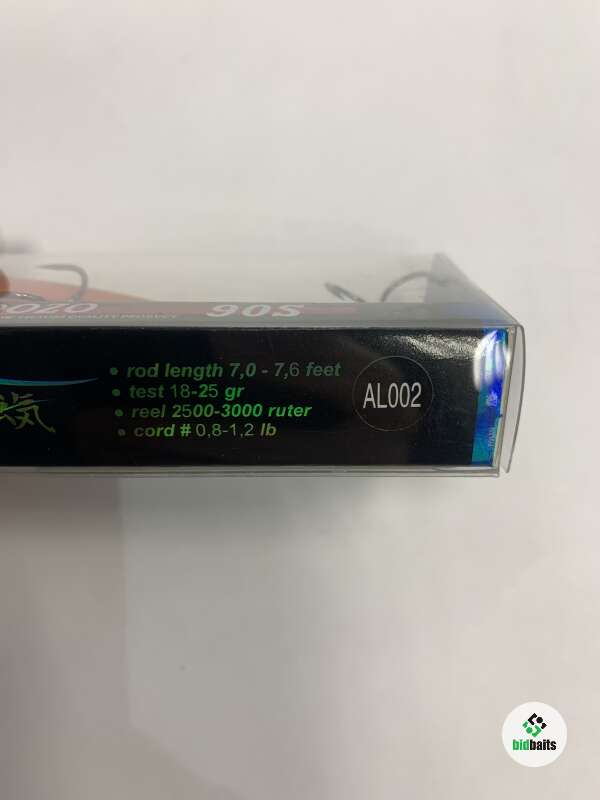 90S
• rod length 7,0 - 7,6 feet
• test 18-25 gr
• reel 2500-3000 ruter
• cord # 0,8-1,2 lb
気
AL002
bidbaits